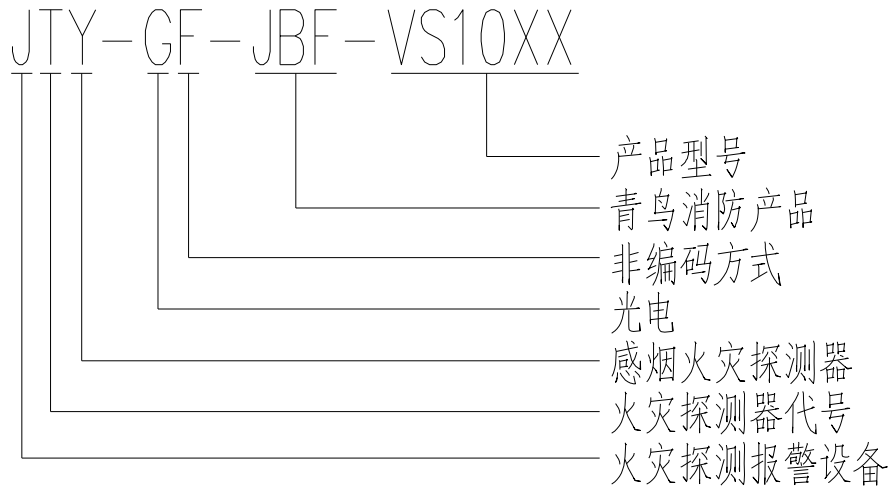 JTY-GF-JBF-VS10XX
产品型号
青鸟消防产品
非编码方式
光电
感烟火灾探测器
火灾探测器代号
火灾探测报警设备